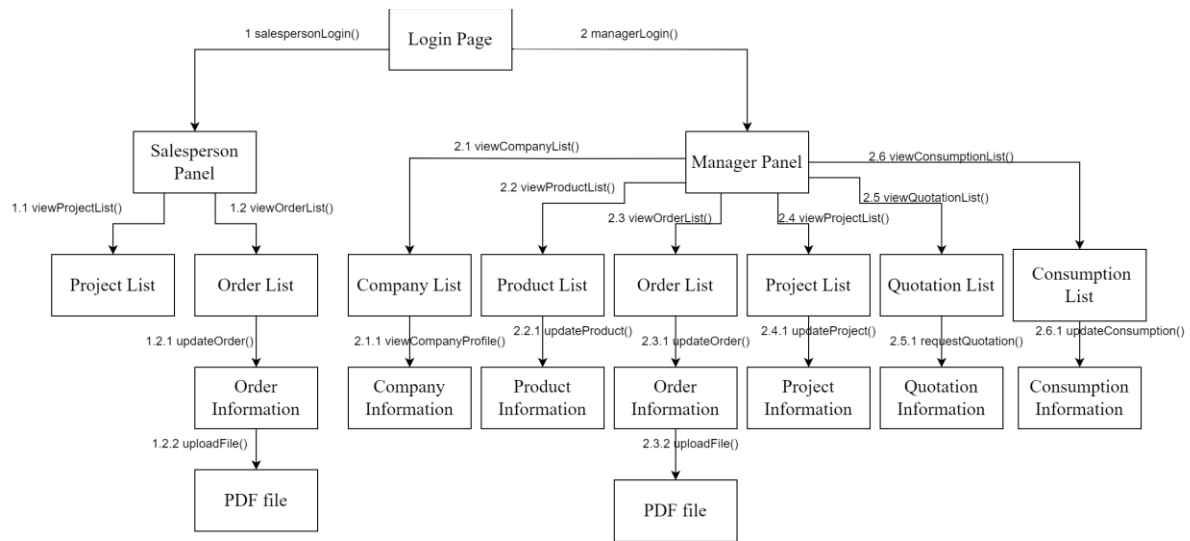 1 salespersonLogin()
Login Page
2 managerLogin()
Salesperson
Panel
2.1 viewCompanyList()
Manager Panel
2.6 viewConsumptionList()
2.2 viewProductList()
2.5 viewQuotationList()
1.1 viewProjectList()
1.2 viewOrderList()
2.3 viewOrderList()
2.4 viewProjectList()
Project List
Order List
Company List
Product List
Order List
Project List
Quotation List
Consumption
List
1.2.1 updateOrder()
2.1.1 viewCompanyProfile()
2.2.1 updateProduct()
2.3.1 updateOrder()
2.4.1 updateProject()
2.5.1 requestQuotation()
2.6.1 updateConsumption()
Order
Information
Company
Information
Product
Information
Order
Information
Project
Information
Quotation
Information
Consumption
Information
1.2.2 uploadFile()
2.3.2 uploadFile()
PDF file
PDF file